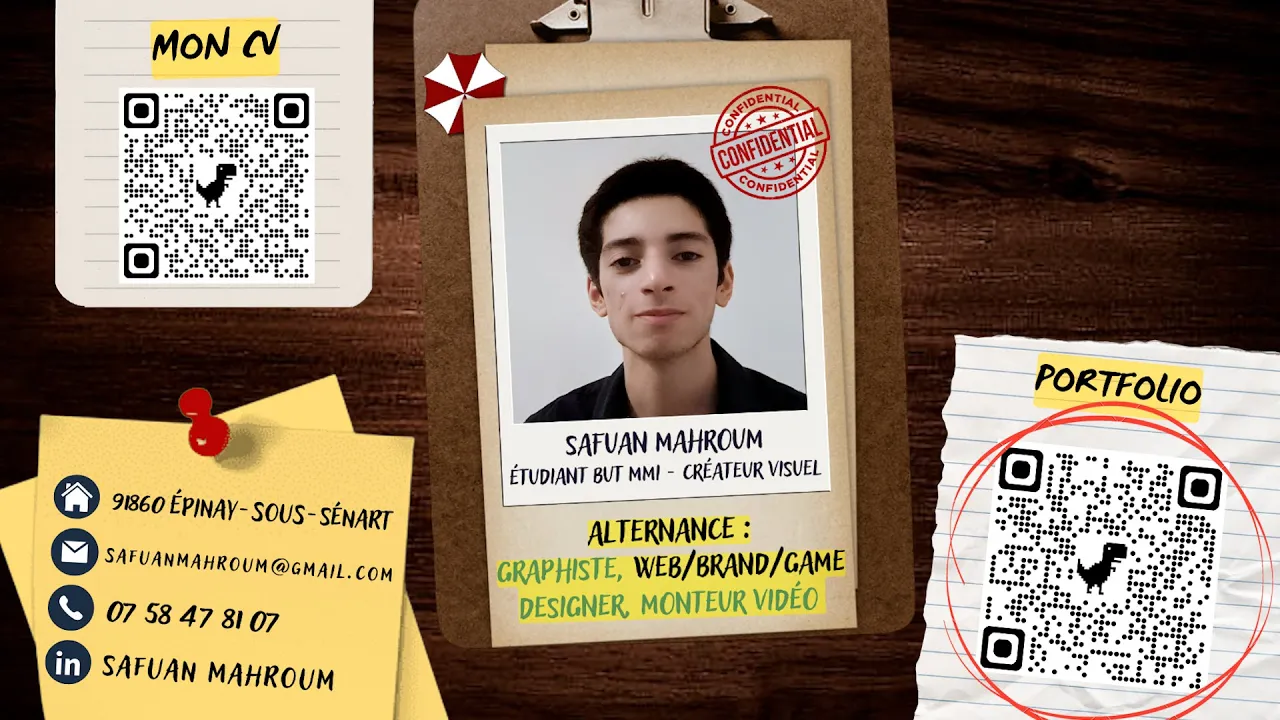 MON CV
CONFIDENTIAL
CONFIDENTIAL
CONFIDENTIAL
SAFUAN MAHROUM
ÉTUDIANT BUT MMI - CRÉATEUR VISUEL
ALTERNANCE :
GRAPHISTE, WEB/BRAND/GAME
DESIGNER, MONTEUR VIDÉO
91860 ÉPINAY-SOUS-SÉNART
SAFUANMAHROUM@GMAIL.COM
07 58 47 81 07
in SAFUAN MAHROUM
PORTFOLIO